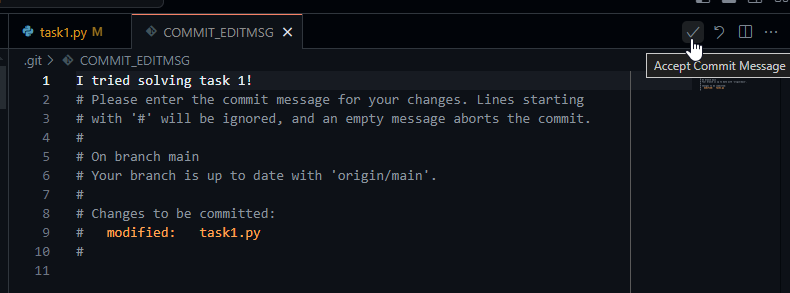 task1.py M
COMMIT_EDITMSG
.git > COMMIT_EDITMSG
Accept Commit Message
1 I tried solving task 1!
2 # Please enter the commit message for your changes. Lines starting
3 # with '#' will be ignored, and an empty message aborts the commit.
4 #
5 # On branch main
6 # Your branch is up to date with 'origin/main'.
7 #
8 # Changes to be committed:
9 #   modified:   task1.py
10 #
11